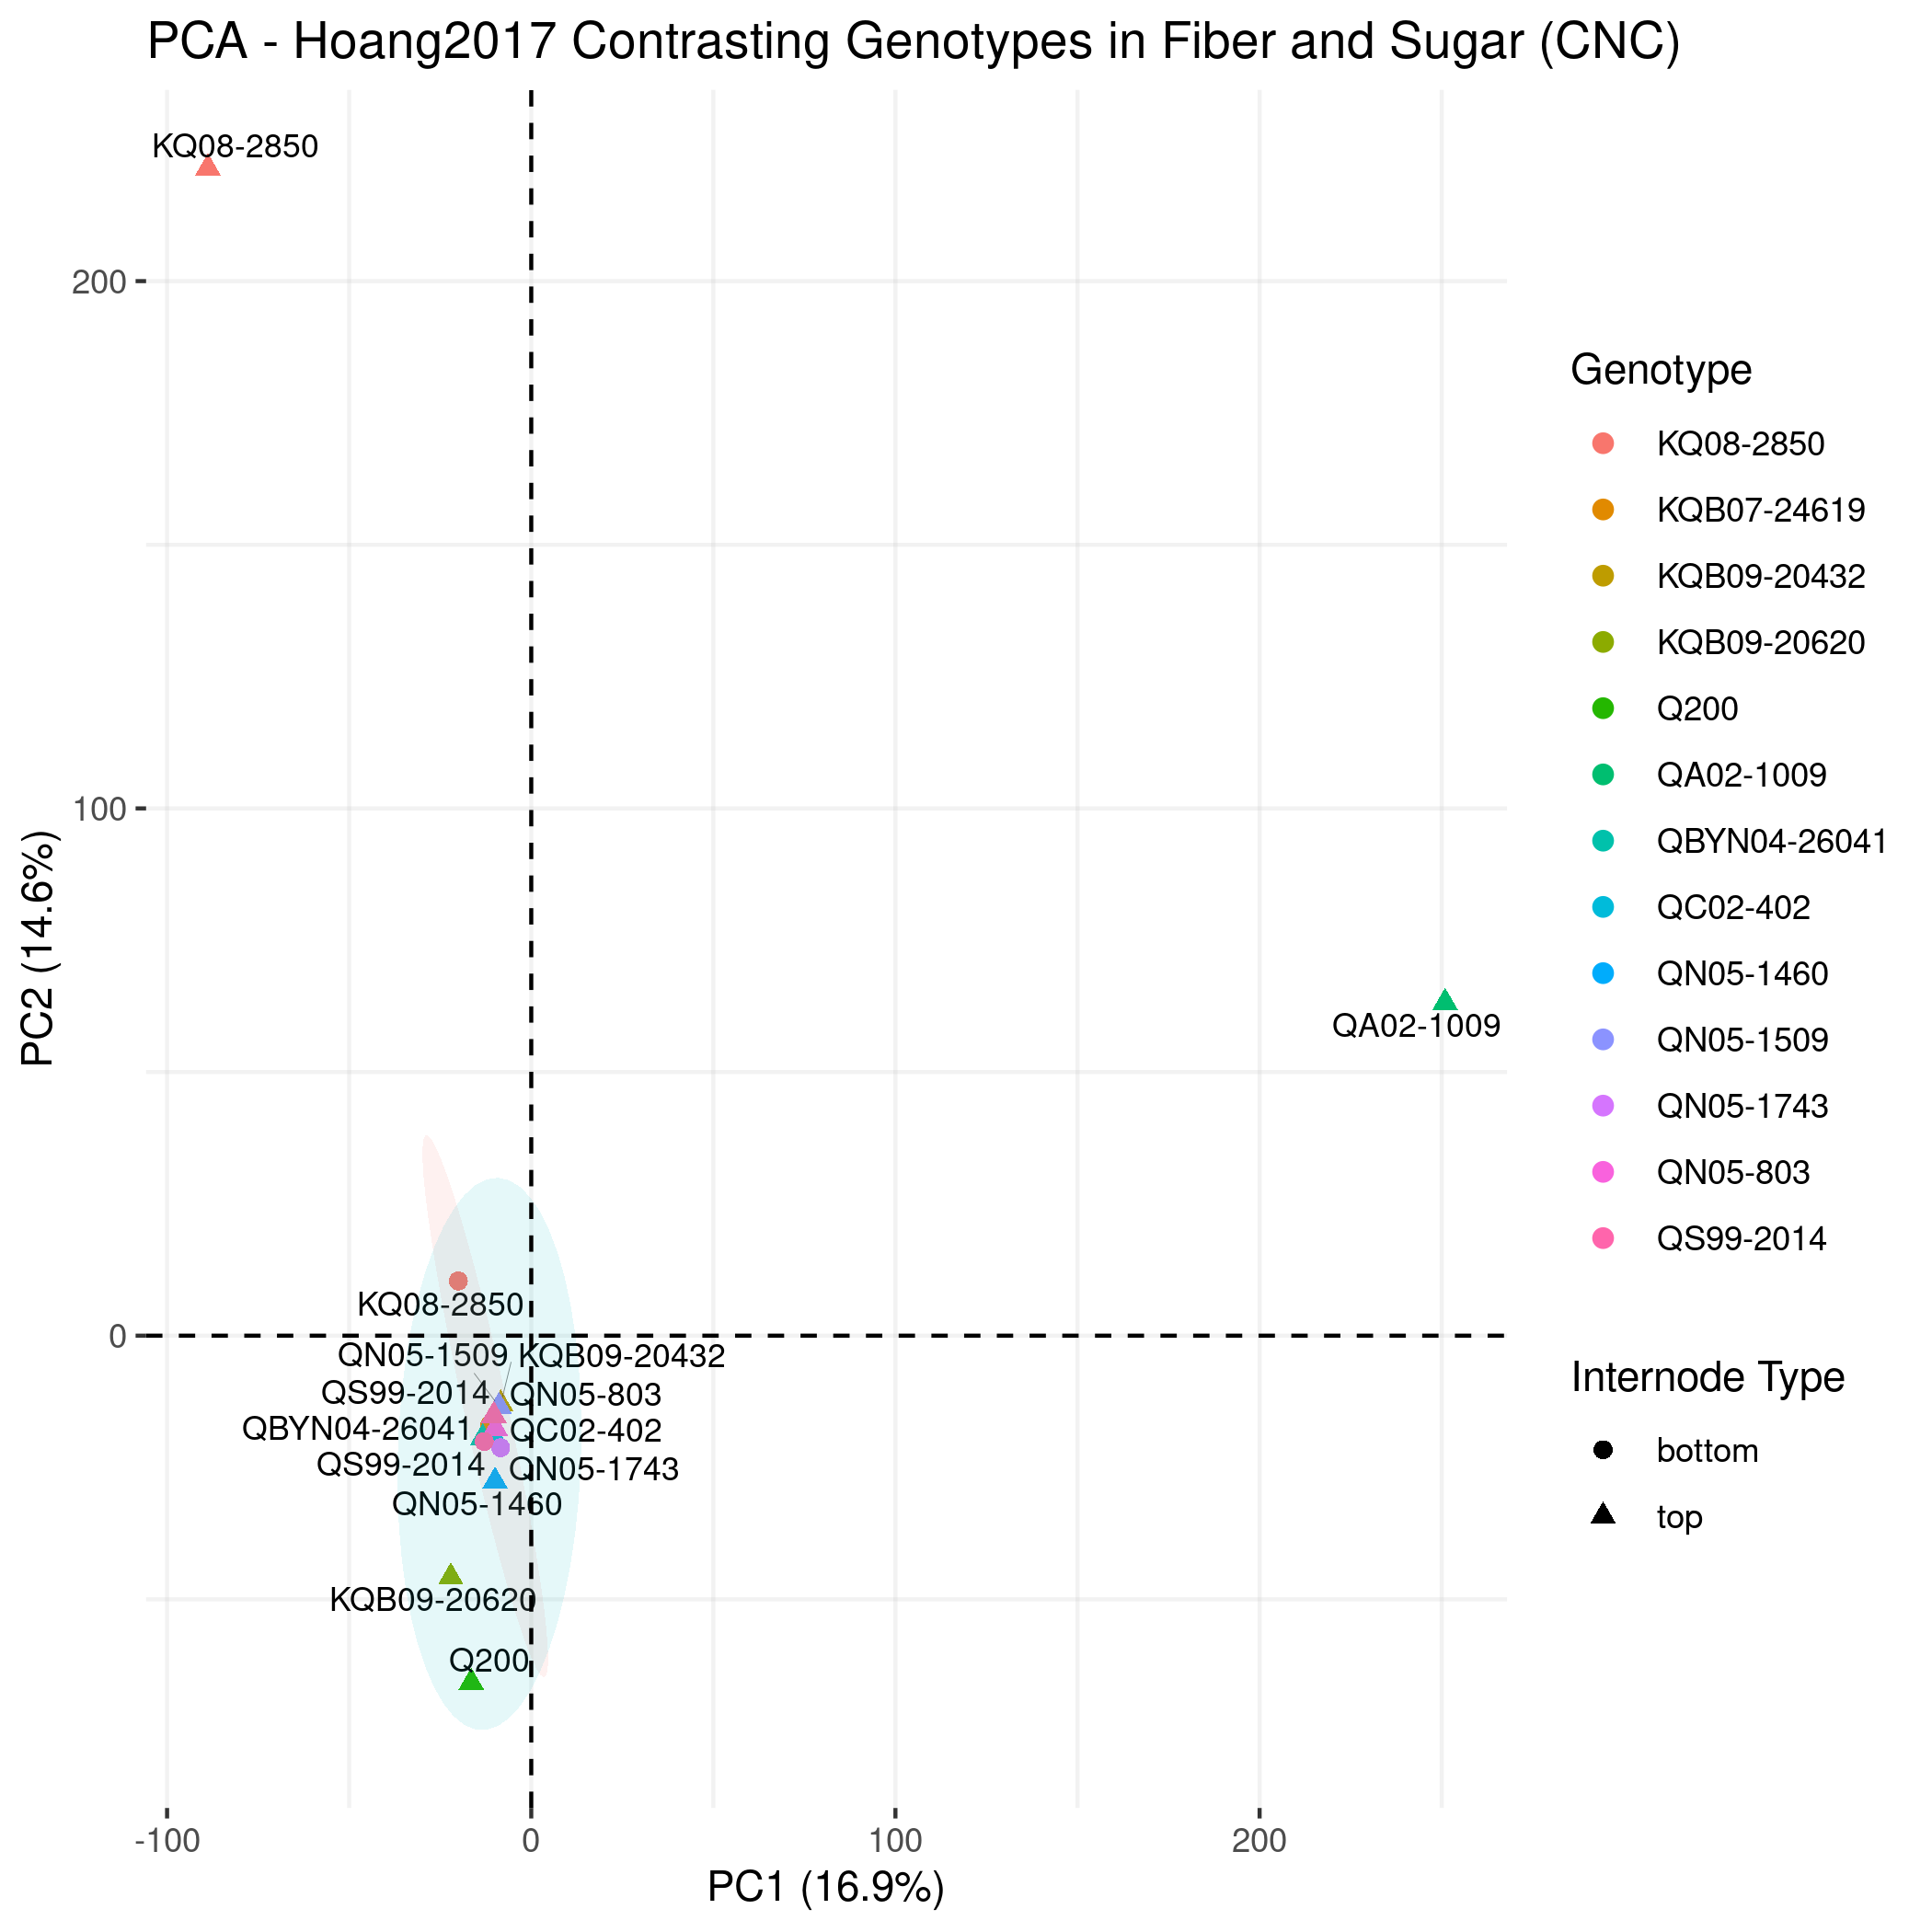 PCA - Hoang2017 Contrasting Genotypes in Fiber and Sugar (CNC)
KQ08-2850
200
100
0
PC2 (14.6%)
QA02-1009
KQ08-2850
QN05-1509
KQB09-20432
QS99-2014
QN05-803
QBYN04-26041
QC02-402
QS99-2014
QN05-1743
QN05-1460
KQB09-20620
Q200
-100
0
100
200
PC1 (16.9%)
Genotype
KQ08-2850
KQB07-24619
KQB09-20432
KQB09-20620
Q200
QA02-1009
QBYN04-26041
QC02-402
QN05-1460
QN05-1509
QN05-1743
QN05-803
QS99-2014
Internode Type
bottom
top